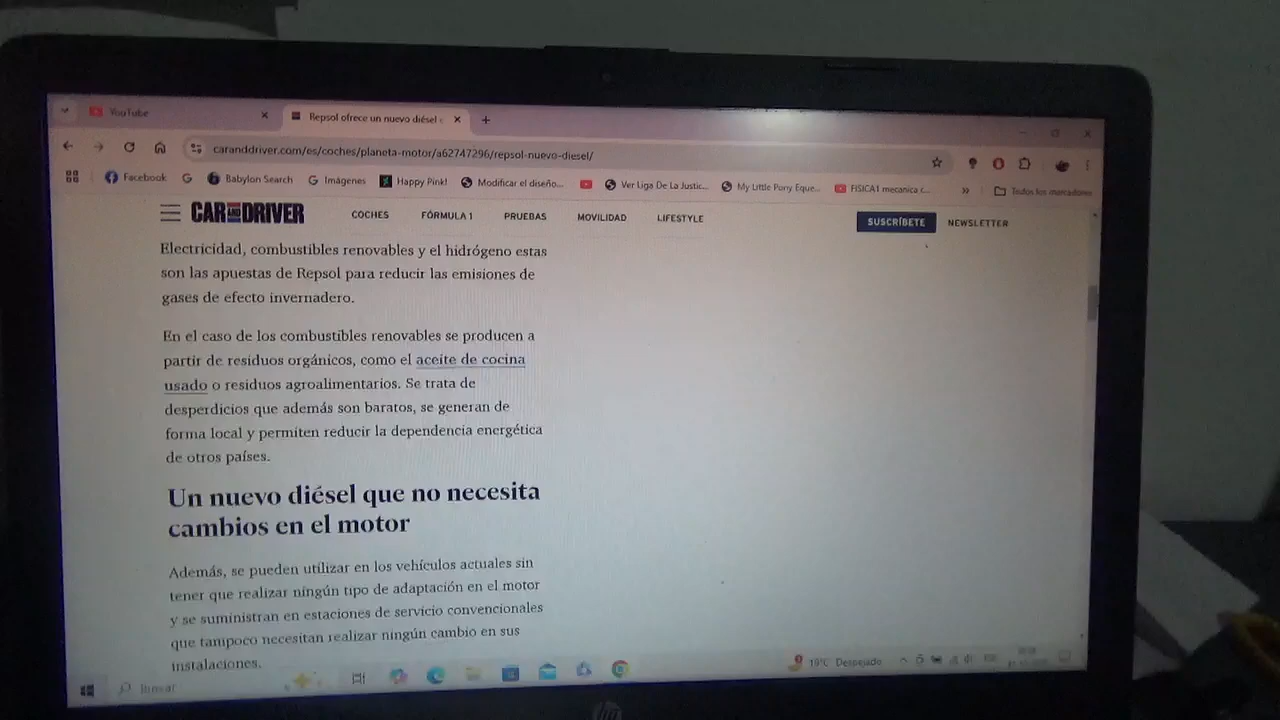 YouTube
Repsol ofrece un nuevo diésel
caranddriver.com/es/coches/planeta-motor/a62747296/repsol-nuevo-diesel/
Facebook
Babylon Search
Imágenes
Happy Pink!
Modificar el diseño...
Ver Liga De La Justic...
My Little Pony Eque...
FISICA I mecanica c...
Todos los marcadores
CAR AND DRIVER
COCHES FÓRMULA 1 PRUEBAS MOVILIDAD LIFESTYLE
SUSCRÍBETE NEWSLETTER
Electricidad, combustibles renovables y el hidrógeno estas
son las apuestas de Repsol para reducir las emisiones de
gases de efecto invernadero.
En el caso de los combustibles renovables se producen a
partir de residuos orgánicos, como el aceite de cocina
usado o residuos agroalimentarios. Se trata de
desperdicios que además son baratos, se generan de
forma local y permiten reducir la dependencia energética
de otros países.
Un nuevo diésel que no necesita
cambios en el motor
Además, se pueden utilizar en los vehículos actuales sin
tener que realizar ningún tipo de adaptación en el motor
y se suministran en estaciones de servicio convencionales
que tampoco necesitan realizar ningún cambio en sus
instalaciones.
Buscar
19°C Despejado
hp